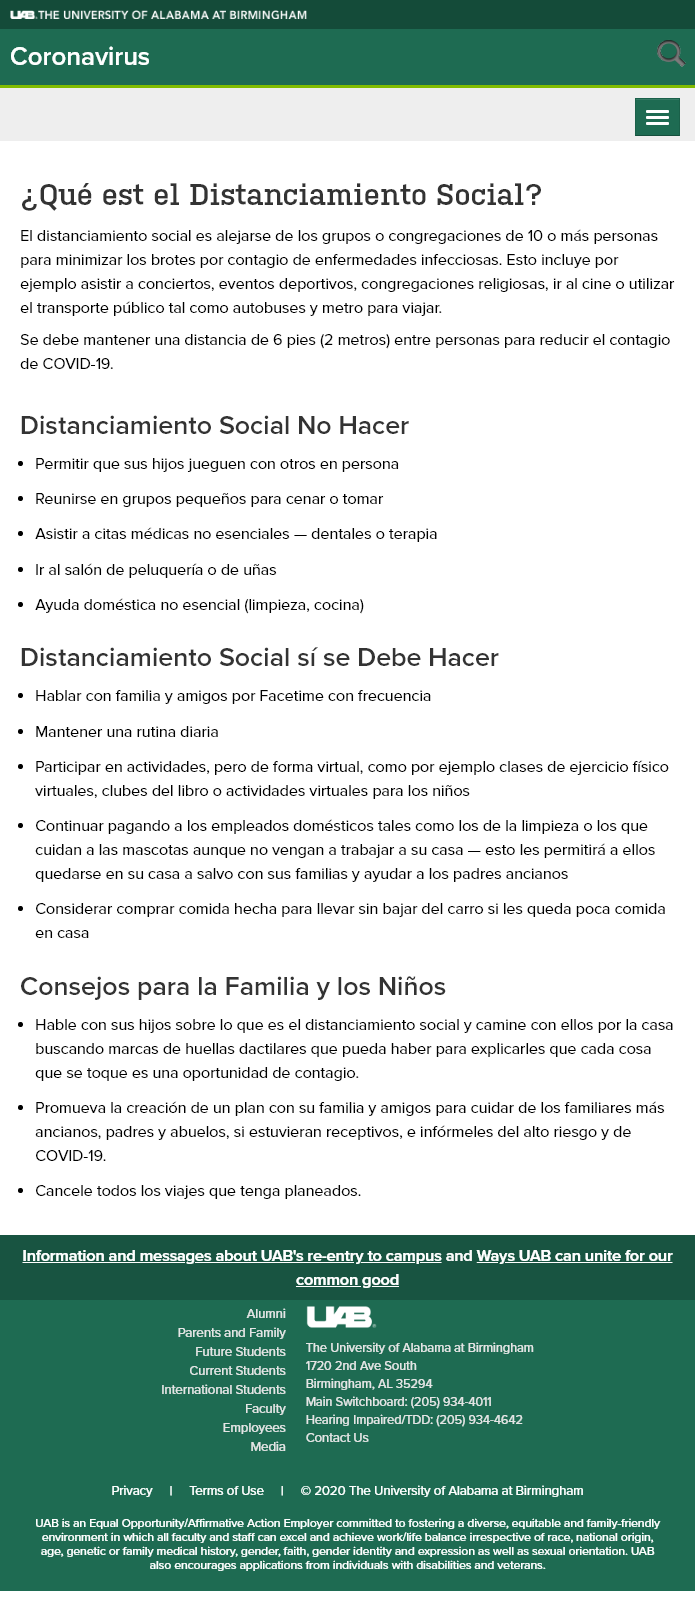 UAB THE UNIVERSITY OF ALABAMA AT BIRMINGHAM
Coronavirus
¿Qué est el Distanciamiento Social?
El distanciamiento social es alejarse de los grupos o congregaciones de 10 o más personas
para minimizar los brotes por contagio de enfermedades infecciosas. Esto incluye por
ejemplo asistir a conciertos, eventos deportivos, congregaciones religiosas, ir al cine o utilizar
el transporte público tal como autobuses y metro para viajar.
Se debe mantener una distancia de 6 pies (2 metros) entre personas para reducir el contagio
de COVID-19.
Distanciamiento Social No Hacer
• Permitir que sus hijos jueguen con otros en persona
• Reunirse en grupos pequeños para cenar o tomar
• Asistir a citas médicas no esenciales — dentales o terapia
• Ir al salón de peluquería o de uñas
• Ayuda doméstica no esencial (limpieza, cocina)
Distanciamiento Social sí se Debe Hacer
• Hablar con familia y amigos por Facetime con frecuencia
• Mantener una rutina diaria
• Participar en actividades, pero de forma virtual, como por ejemplo clases de ejercicio físico
virtuales, clubes del libro o actividades virtuales para los niños
• Continuar pagando a los empleados domésticos tales como los de la limpieza o los que
cuidan a las mascotas aunque no vengan a trabajar a su casa — esto les permitirá a ellos
quedarse en su casa a salvo con sus familias y ayudar a los padres ancianos
• Considerar comprar comida hecha para llevar sin bajar del carro si les queda poca comida
en casa
Consejos para la Familia y los Niños
• Hable con sus hijos sobre lo que es el distanciamiento social y camine con ellos por la casa
buscando marcas de huellas dactilares que pueda haber para explicarles que cada cosa
que se toque es una oportunidad de contagio.
• Promueva la creación de un plan con su familia y amigos para cuidar de los familiares más
ancianos, padres y abuelos, si estuvieran receptivos, e infórmeles del alto riesgo y de
COVID-19.
• Cancele todos los viajes que tenga planeados.
Information and messages about UAB's re-entry to campus and Ways UAB can unite for our
common good
Alumni
Parents and Family
Future Students
Current Students
International Students
Faculty
Employees
Media
UAB
The University of Alabama at Birmingham
1720 2nd Ave South
Birmingham, AL 35294
Main Switchboard: (205) 934-4011
Hearing Impaired/TDD: (205) 934-4642
Contact Us
Privacy | Terms of Use | © 2020 The University of Alabama at Birmingham
UAB is an Equal Opportunity/Affirmative Action Employer committed to fostering a diverse, equitable and family-friendly
environment in which all faculty and staff can excel and achieve work/life balance irrespective of race, national origin,
age, genetic or family medical history, gender, faith, gender identity and expression as well as sexual orientation. UAB
also encourages applications from individuals with disabilities and veterans.